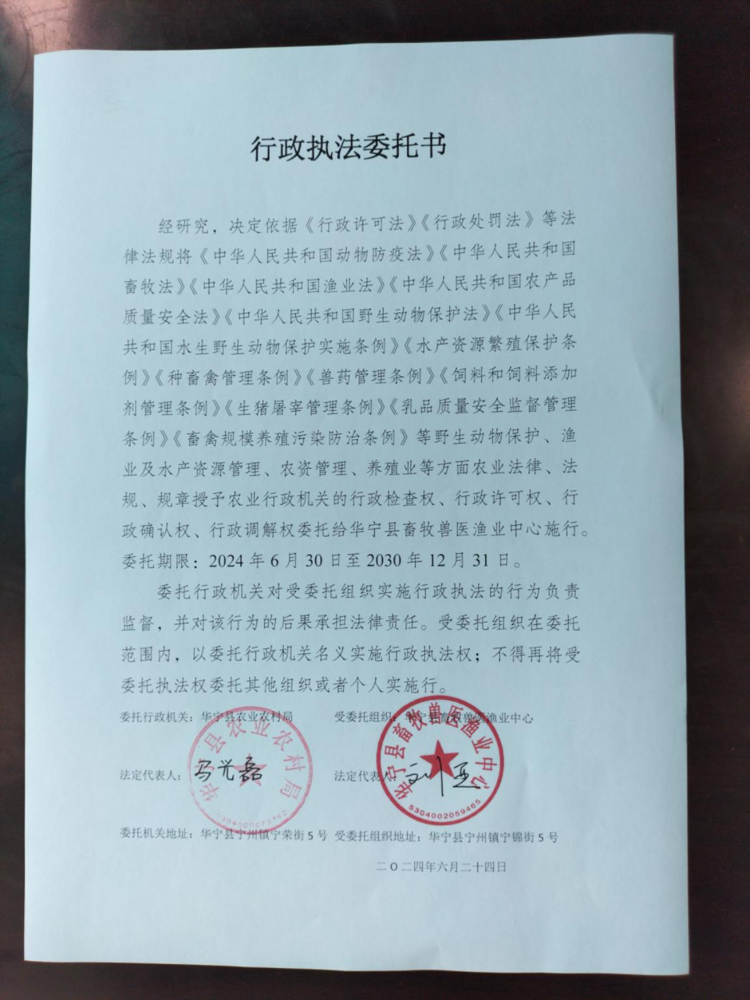 行政执法委托书
经研究，决定依据《行政许可法》《行政处罚法》等法
律法规将《中华人民共和国动物防疫法》《中华人民共和国
畜牧法》《中华人民共和国渔业法》《中华人民共和国农产品
质量安全法》《中华人民共和国野生动物保护法》《中华人民
共和国水生野生动物保护实施条例》《水产资源繁殖保护条
例》《种畜禽管理条例》《兽药管理条例》《饲料和饲料添加
剂管理条例》《生猪屠宰管理条例》《乳品质量安全监督管理
条例》《畜禽规模养殖污染防治条例》等野生动物保护、渔
业及水产资源管理、农资管理、养殖业等方面农业法律、法
规、规章授予农业行政机关的行政检查权、行政许可权、行
政确认权、行政调解权委托给华宁县畜牧兽医渔业中心施行。
委托期限：2024 年 6 月 30 日至 2030 年 12 月 31 日。
委托行政机关对受委托组织实施行政执法的行为负责
监督，并对该行为的后果承担法律责任。受委托组织在委托
范围内，以委托行政机关名义实施行政执法权；不得再将受
委托执法权委托其他组织或者个人实施行。
委托行政机关：华宁县农业农村局 受委托组织：华宁县畜牧兽医渔业中心
华宁县农业农村局
华宁县畜牧兽医渔业中心
法定代表人： 法定代表人：
5304002059465
委托机关地址：华宁县宁州镇宁荣街 5 号 受委托组织地址：华宁县宁州镇宁锦街 5 号
二O二四年六月二十四日